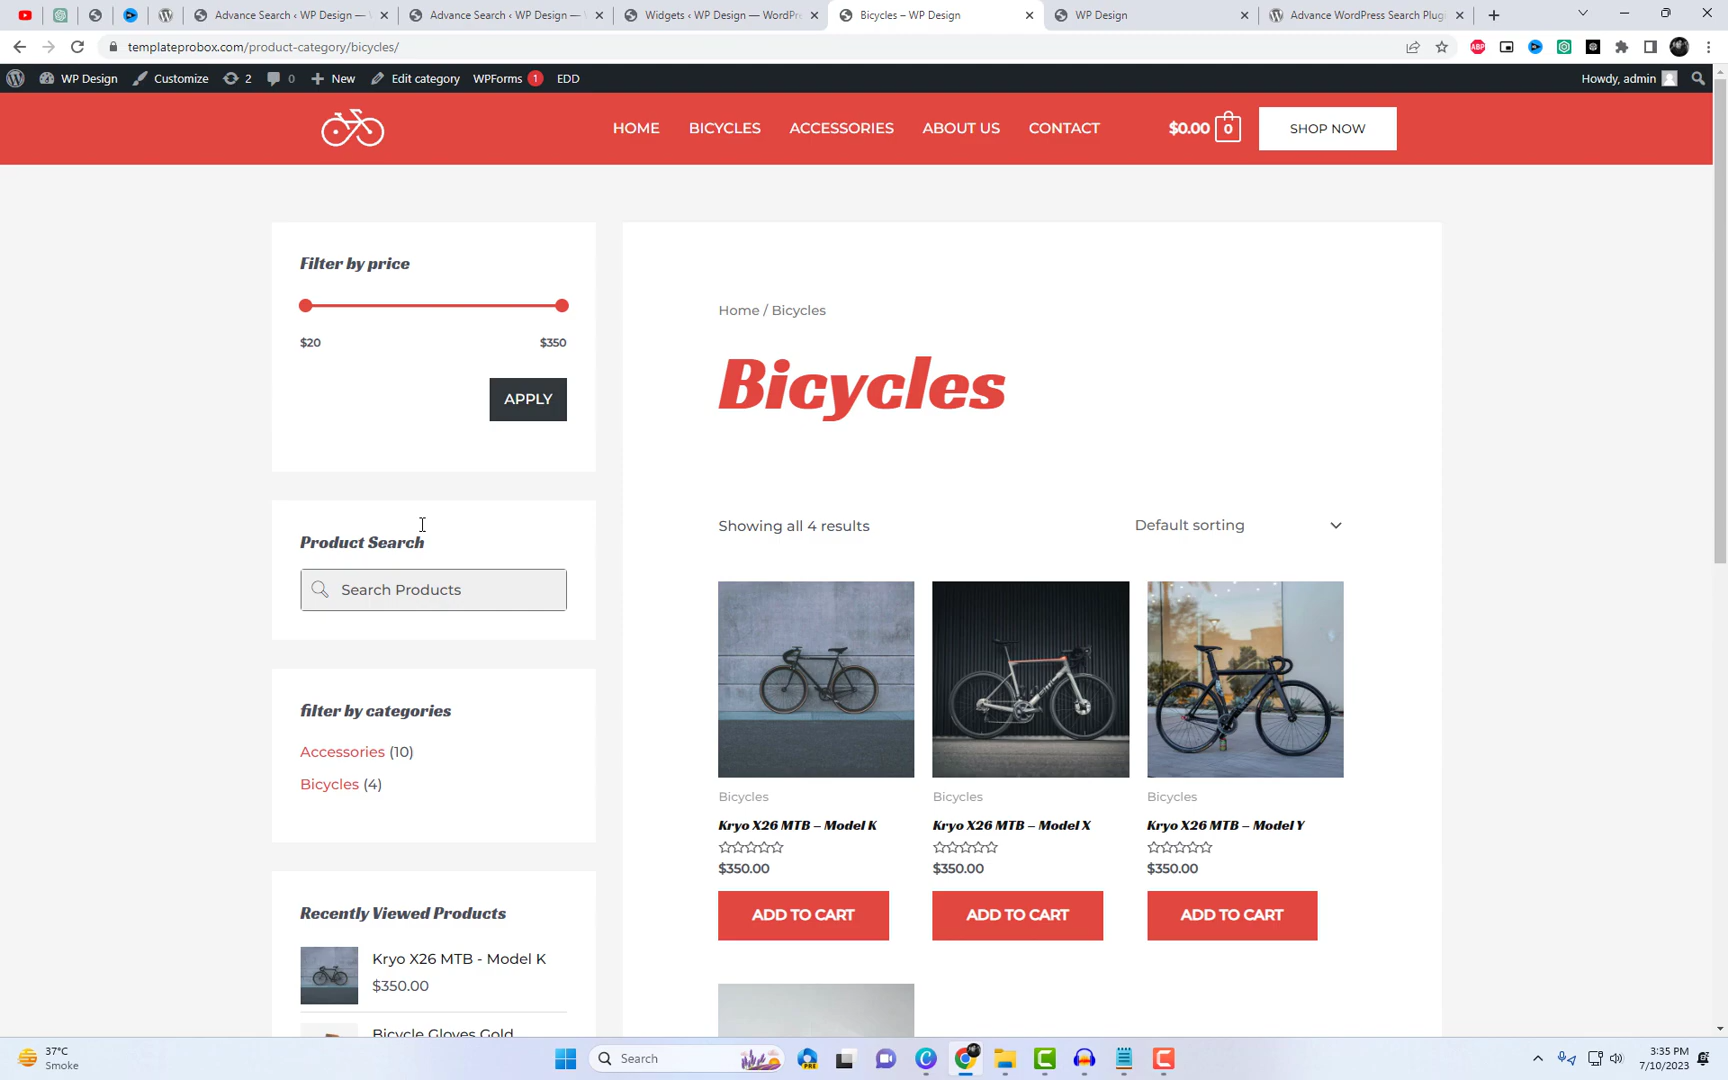 Advance Search ‹ WP Design —
Advance Search ‹ WP Design —
Widgets ‹ WP Design — WordPr
Bicycles – WP Design
WP Design
Advance WordPress Search Plugi
templateprobox.com/product-category/bicycles/
ABP
WP Design
Customize
2
0
New
Edit category
WPForms 1
EDD
Howdy, admin
HOME
BICYCLES
ACCESSORIES
ABOUT US
CONTACT
$0.00 0
SHOP NOW
Filter by price
$20
$350
APPLY
Product Search
Search Products
filter by categories
Accessories (10)
Bicycles (4)
Recently Viewed Products
Kryo X26 MTB - Model K
$350.00
Bicycle Gloves Gold
Home / Bicycles
Bicycles
Showing all 4 results
Default sorting
Bicycles
Kryo X26 MTB – Model K
$350.00
ADD TO CART
Bicycles
Kryo X26 MTB – Model X
$350.00
ADD TO CART
Bicycles
Kryo X26 MTB – Model Y
$350.00
ADD TO CART
37°C
Smoke
Search
PRE
3:35 PM
7/10/2023